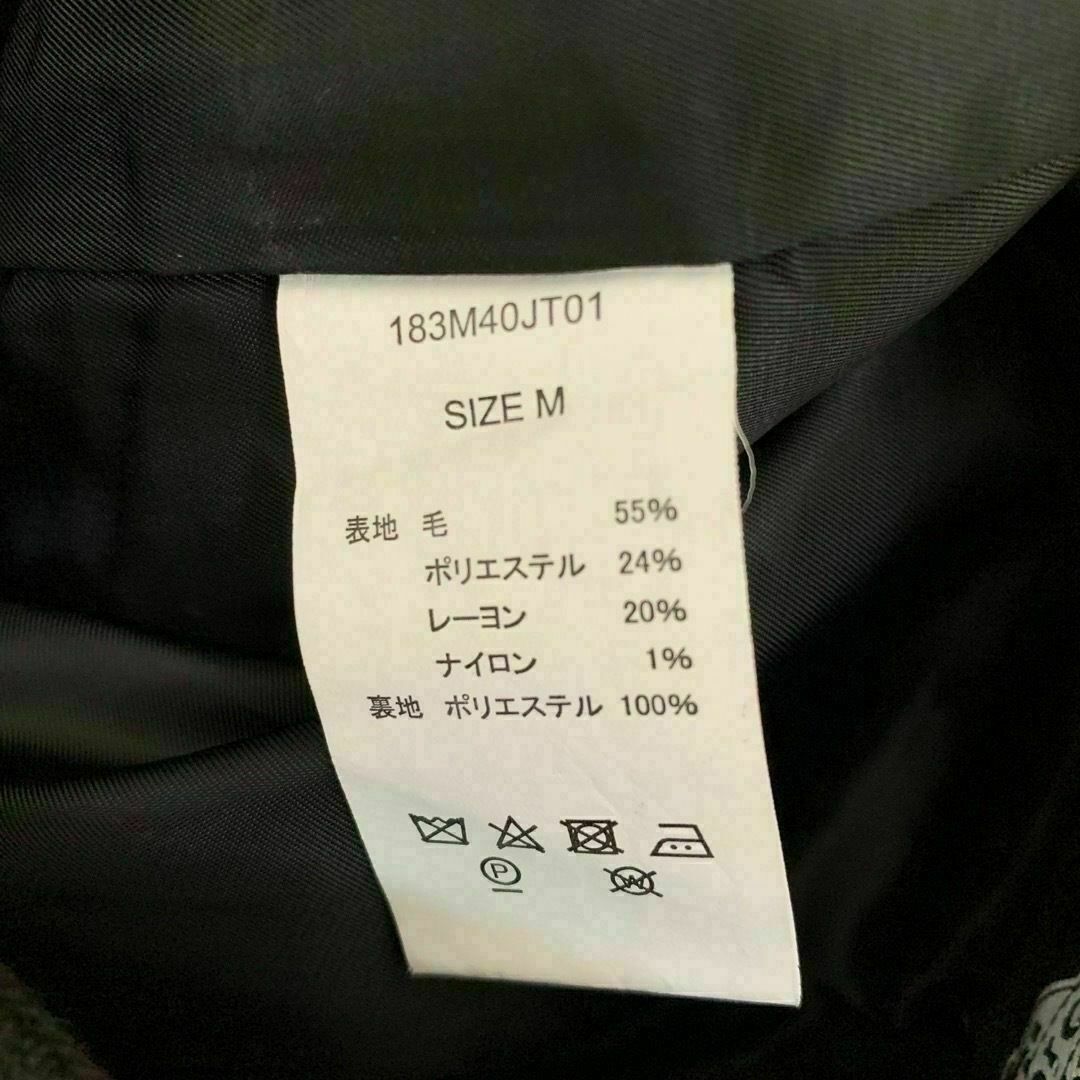 183M40JT01
SIZE M
表地 毛 55%
ポリエステル 24%
レーヨン 20%
ナイロン 1%
裏地 ポリエステル 100%
P
W